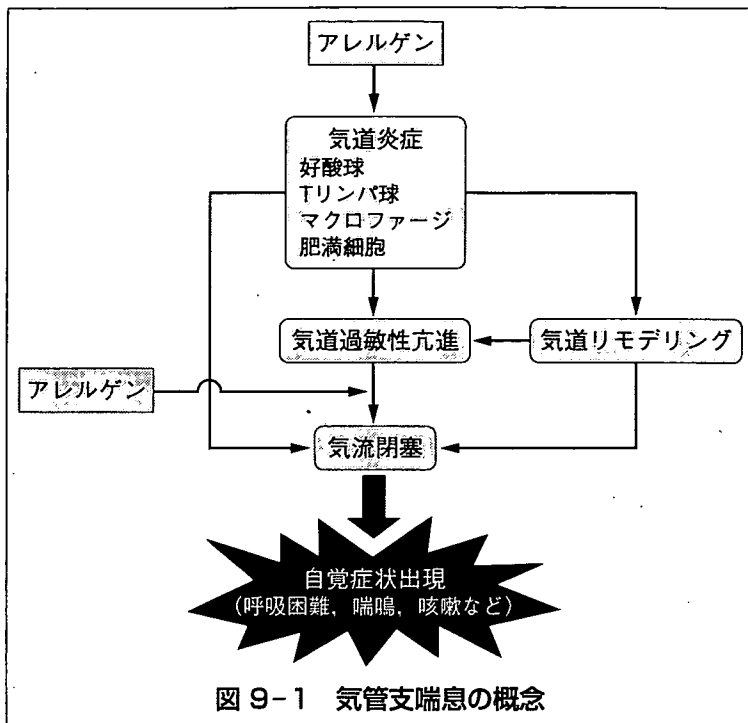 アレルゲン
気道炎症
好酸球
Tリンパ球
マクロファージ
肥満細胞
気道過敏性亢進
気道リモデリング
アレルゲン
気流閉塞
自覚症状出現
(呼吸困難,喘鳴,咳嗽など)
図 9-1 気管支喘息の概念